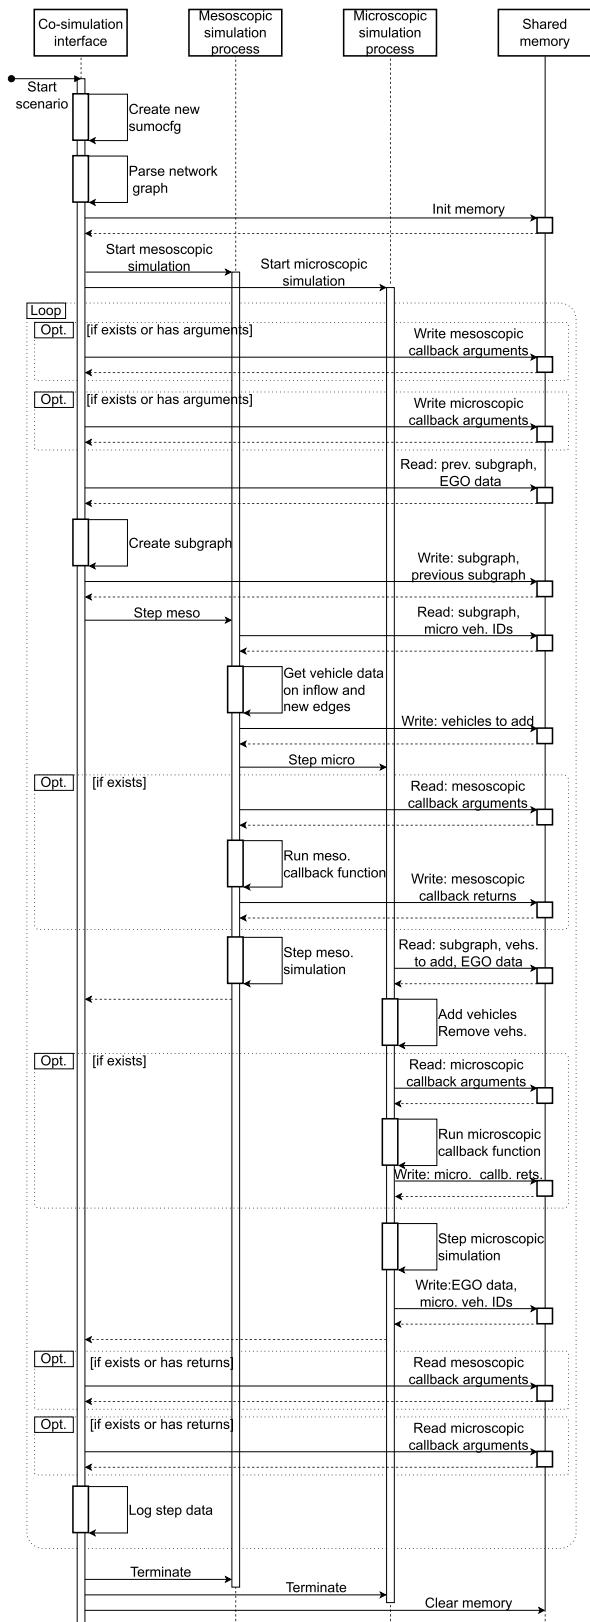 Co-simulation
interface
Mesoscopic
simulation
process
Microscopic
simulation
process
Shared
memory
Start
scenario
Create new
sumocfg
Parse network
graph
Init memory
Start mesoscopic
simulation
Start microscopic
simulation
Loop
Opt. [if exists or has arguments]
Write mesoscopic
callback arguments
Opt. [if exists or has arguments]
Write microscopic
callback arguments
Read: prev. subgraph,
EGO data
Create subgraph
Write: subgraph,
previous subgraph
Step meso
Read: subgraph,
micro veh. IDs
Get vehicle data
on inflow and
new edges
Write: vehicles to add
Step micro
Opt. [if exists]
Read: mesoscopic
callback arguments
Run meso.
callback function
Write: mesoscopic
callback returns
Step meso.
simulation
Read: subgraph, vehs.
to add, EGO data
Add vehicles
Remove vehs.
Opt. [if exists]
Read: microscopic
callback arguments
Run microscopic
callback function
Write: micro. callb. rets.
Step microscopic
simulation
Write:EGO data,
micro. veh. IDs
Opt. [if exists or has returns]
Read mesoscopic
callback arguments
Opt. [if exists or has returns]
Read microscopic
callback arguments
Log step data
Terminate
Terminate
Clear memory